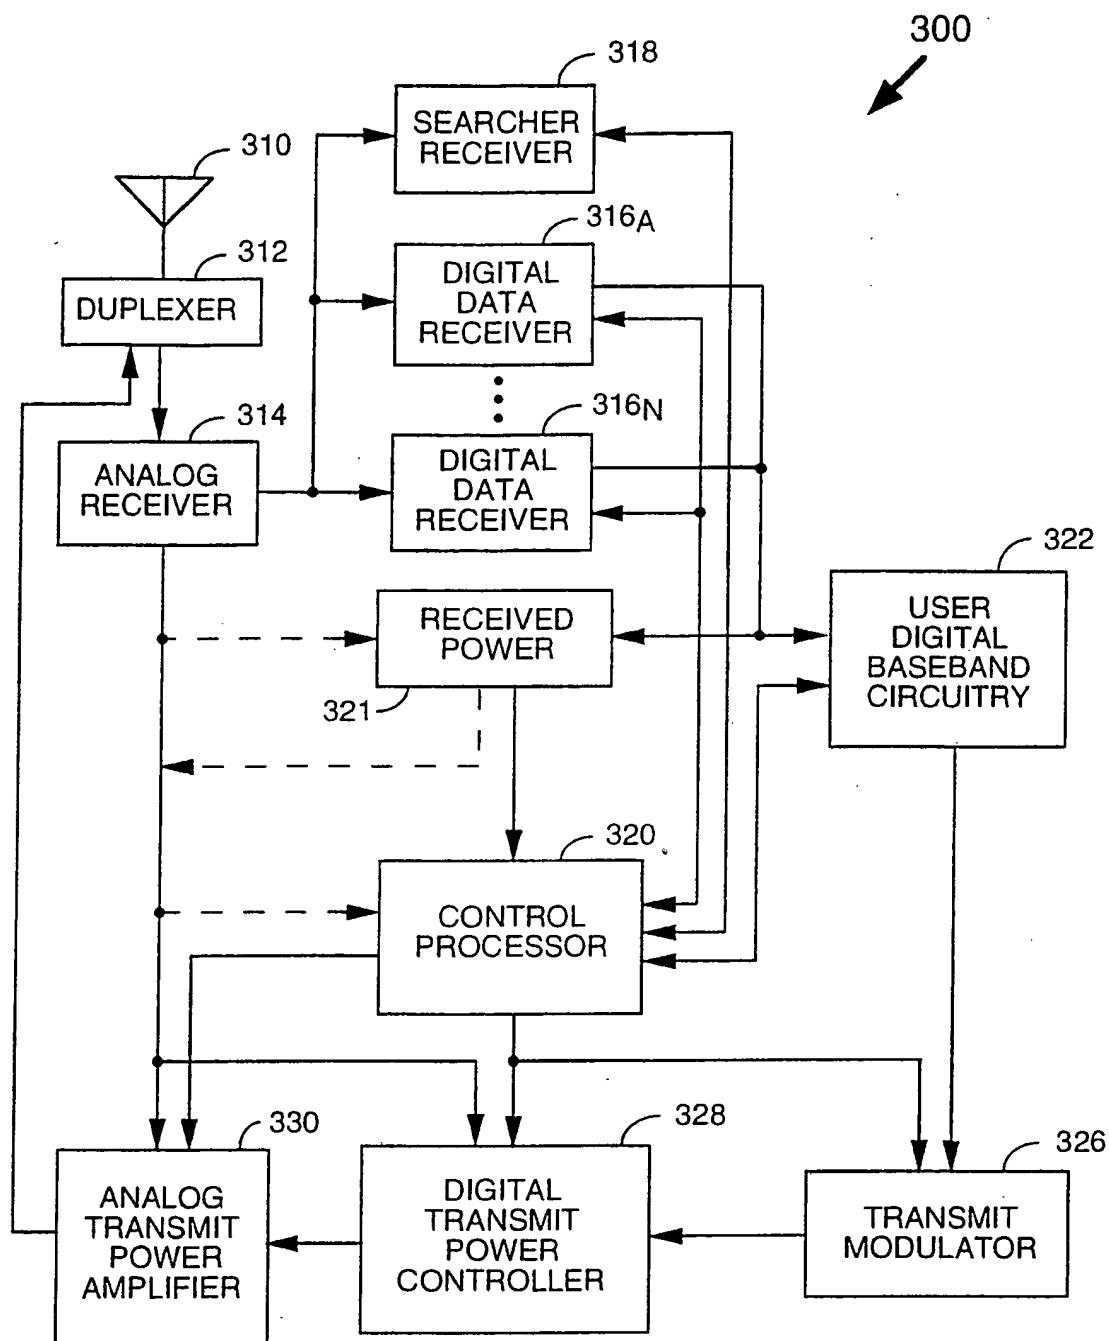 300
318
SEARCHER
RECEIVER
310
316A
312
DIGITAL
DATA
RECEIVER
DUPLEXER
314
316N
ANALOG
RECEIVER
DIGITAL
DATA
RECEIVER
322
RECEIVED
POWER
USER
DIGITAL
BASEBAND
CIRCUITRY
321
320
CONTROL
PROCESSOR
330
328
326
ANALOG
TRANSMIT
POWER
AMPLIFIER
DIGITAL
TRANSMIT
POWER
CONTROLLER
TRANSMIT
MODULATOR